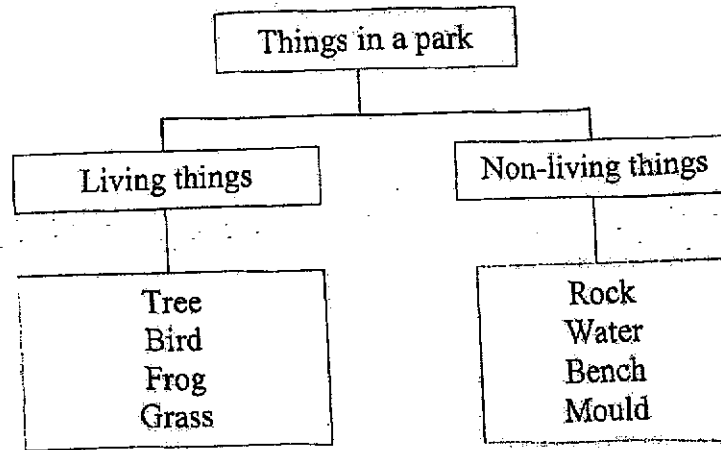 Things in a park
Living things
Non-living things
Tree
Bird
Frog
Grass
Rock
Water
Bench
Mould